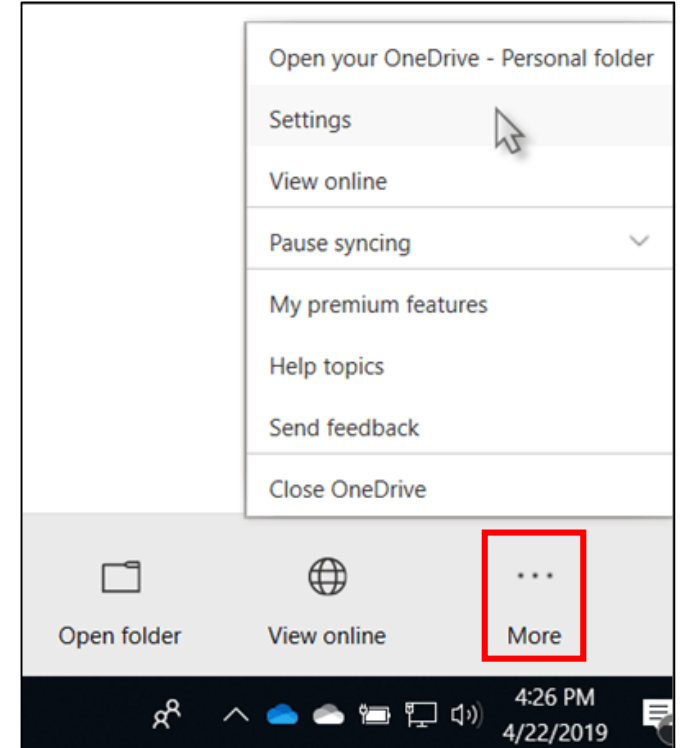 Open your OneDrive - Personal folder
Settings
View online
Pause syncing
My premium features
Help topics
Send feedback
Close OneDrive
Open folder
View online
More
4:26 PM
4/22/2019